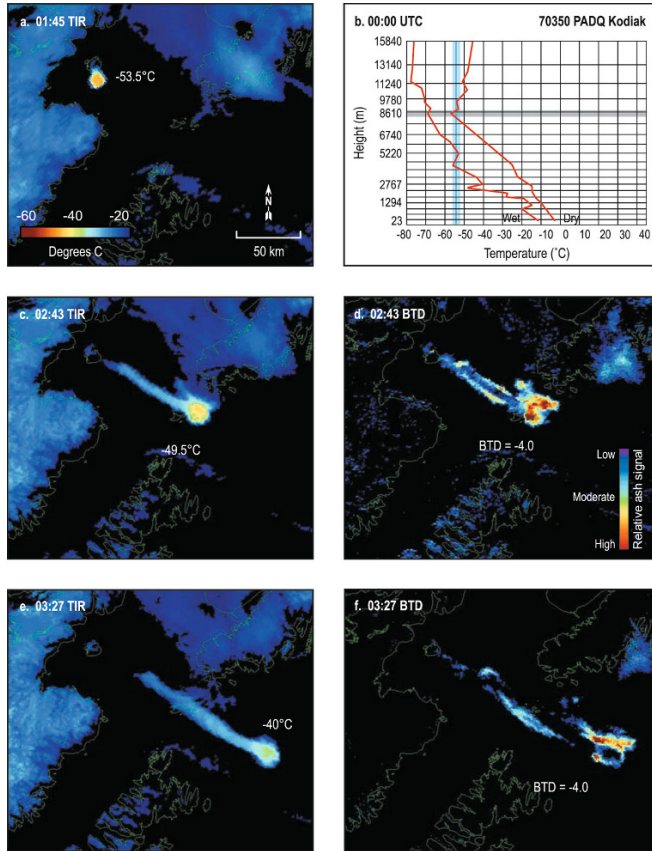 a. 01:45 TIR
-53.5°C
-60 -40 -20
Degrees C
N
50 km
b. 00:00 UTC 70350 PADQ Kodiak
Height (m)
15840
13140
11240
9780
8610
6740
5220
2767
1294
23
Wet Dry
-80 -70 -60 -50 -40 -30 -20 -10 0 10 20 30 40
Temperature (˚C)
c. 02:43 TIR
-49.5°C
d. 02:43 BTD
BTD = -4.0
Low
Moderate
High
Relative ash signal
e. 03:27 TIR
-40°C
f. 03:27 BTD
BTD = -4.0